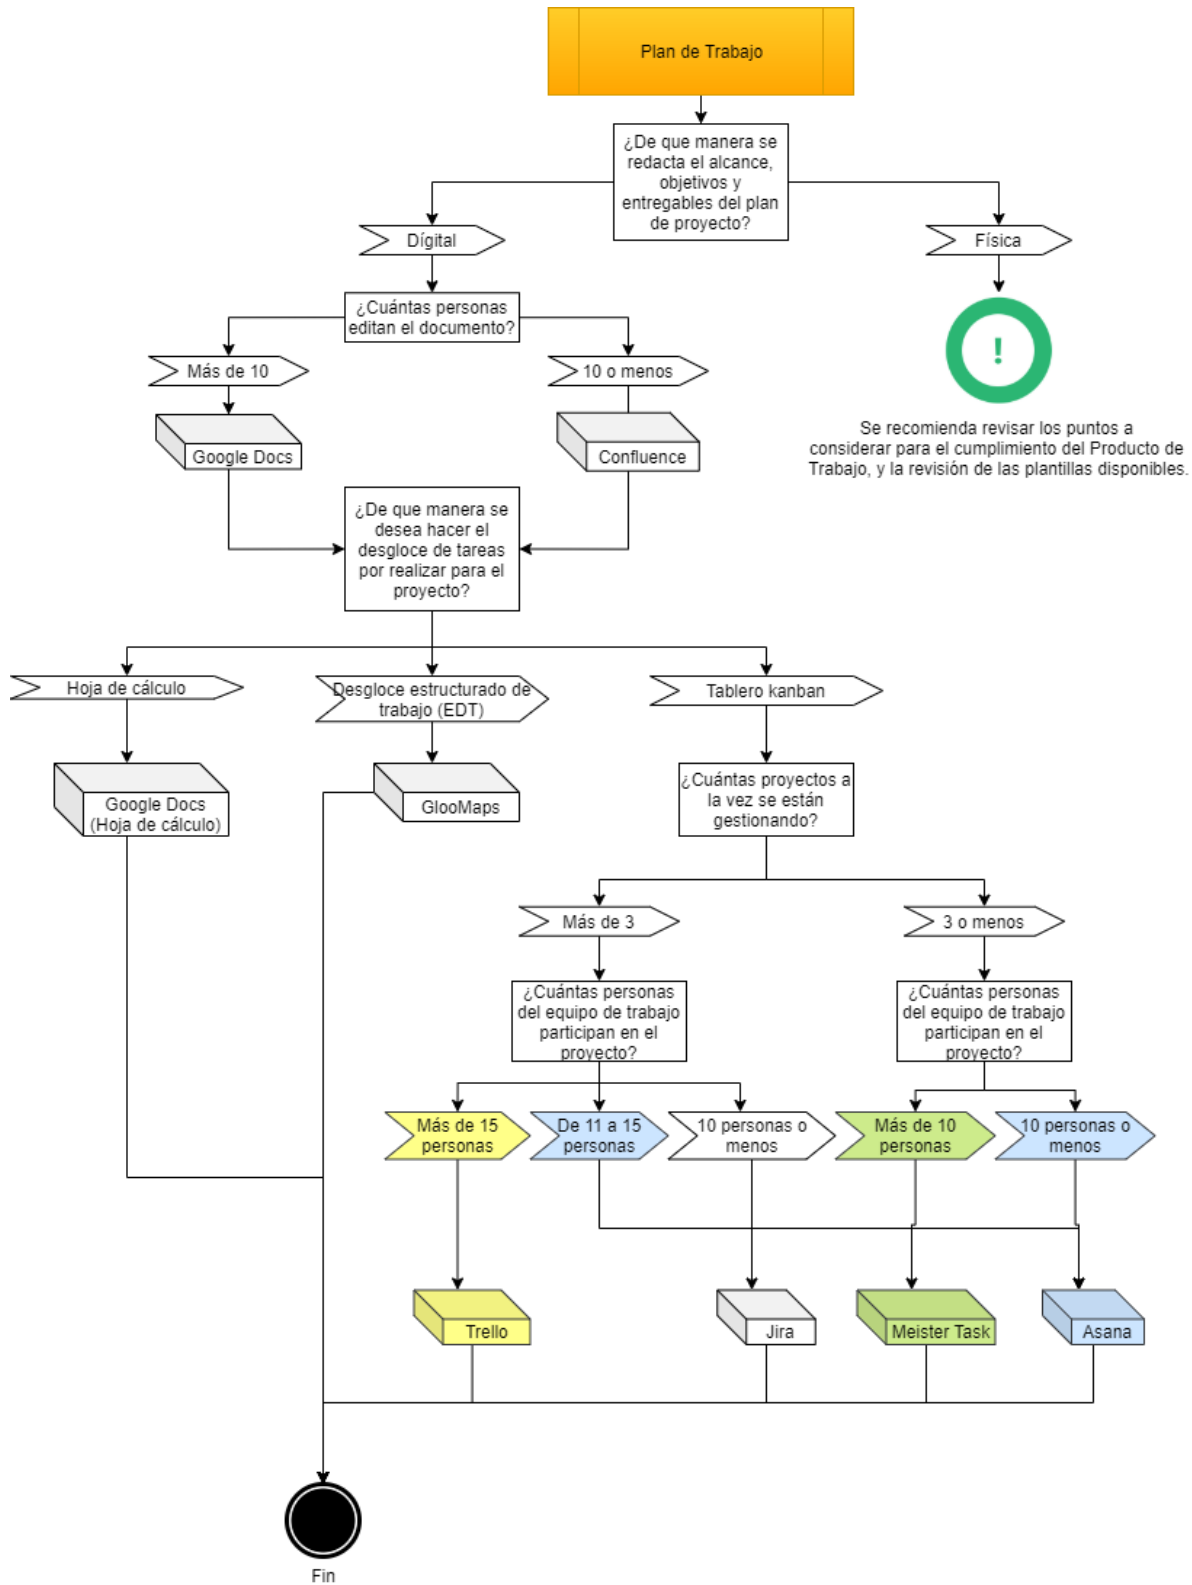 Plan de Trabajo
¿De que manera se
redacta el alcance,
objetivos y
entregables del plan
de proyecto?
Dígital
Física
¿Cuántas personas
editan el documento?
Más de 10
10 o menos
!
Google Docs
Confluence
Se recomienda revisar los puntos a
considerar para el cumplimiento del Producto de
Trabajo, y la revisión de las plantillas disponibles.
¿De que manera se
desea hacer el
desgloce de tareas
por realizar para el
proyecto?
Hoja de cálculo
Desgloce estructurado de
trabajo (EDT)
Tablero kanban
Google Docs
(Hoja de cálculo)
GlooMaps
¿Cuántas proyectos a
la vez se están
gestionando?
Más de 3
3 o menos
¿Cuántas personas
del equipo de trabajo
participan en el
proyecto?
¿Cuántas personas
del equipo de trabajo
participan en el
proyecto?
Más de 15
personas
De 11 a 15
personas
10 personas o
menos
Más de 10
personas
10 personas o
menos
Trello
Jira
Meister Task
Asana
Fin